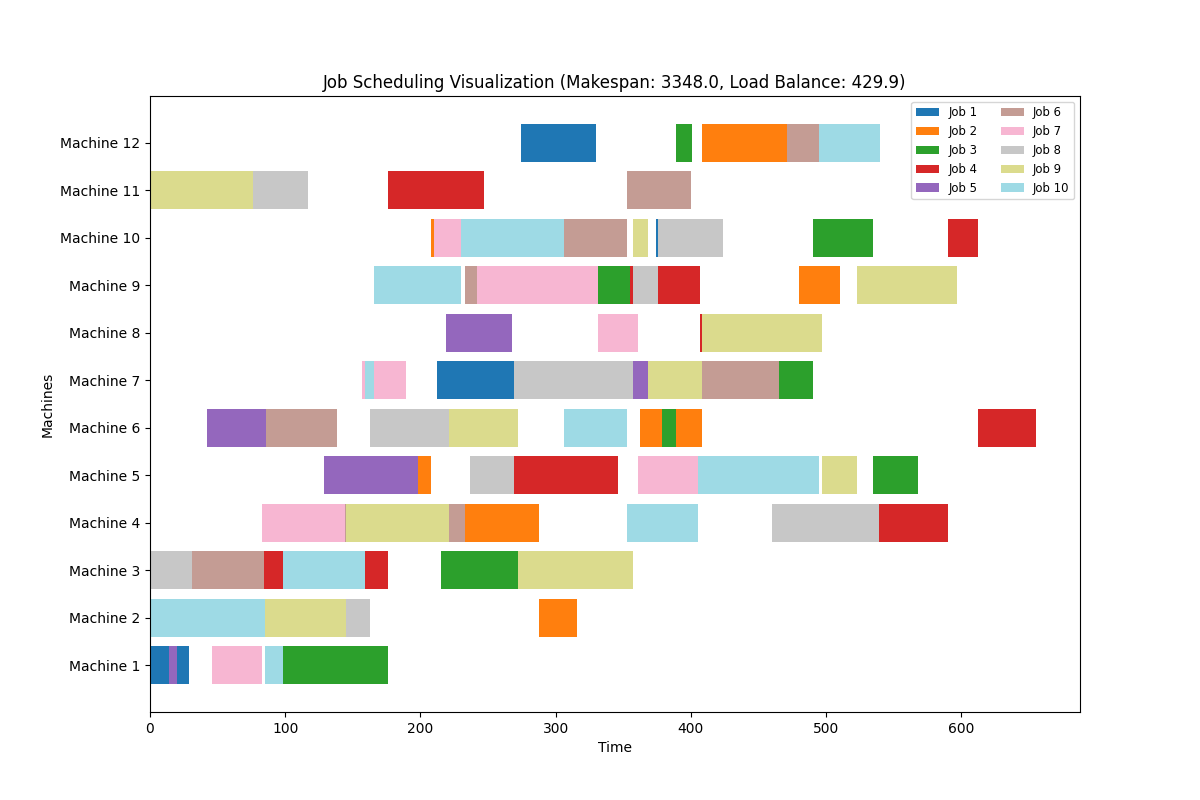 Job Scheduling Visualization (Makespan: 3348.0, Load Balance: 429.9)
Job 1
Job 2
Job 3
Job 4
Job 5
Job 6
Job 7
Job 8
Job 9
Job 10
Machine 12
Machine 11
Machine 10
Machine 9
Machine 8
Machine 7
Machine 6
Machine 5
Machine 4
Machine 3
Machine 2
Machine 1
Machines
0 100 200 300 400 500 600
Time